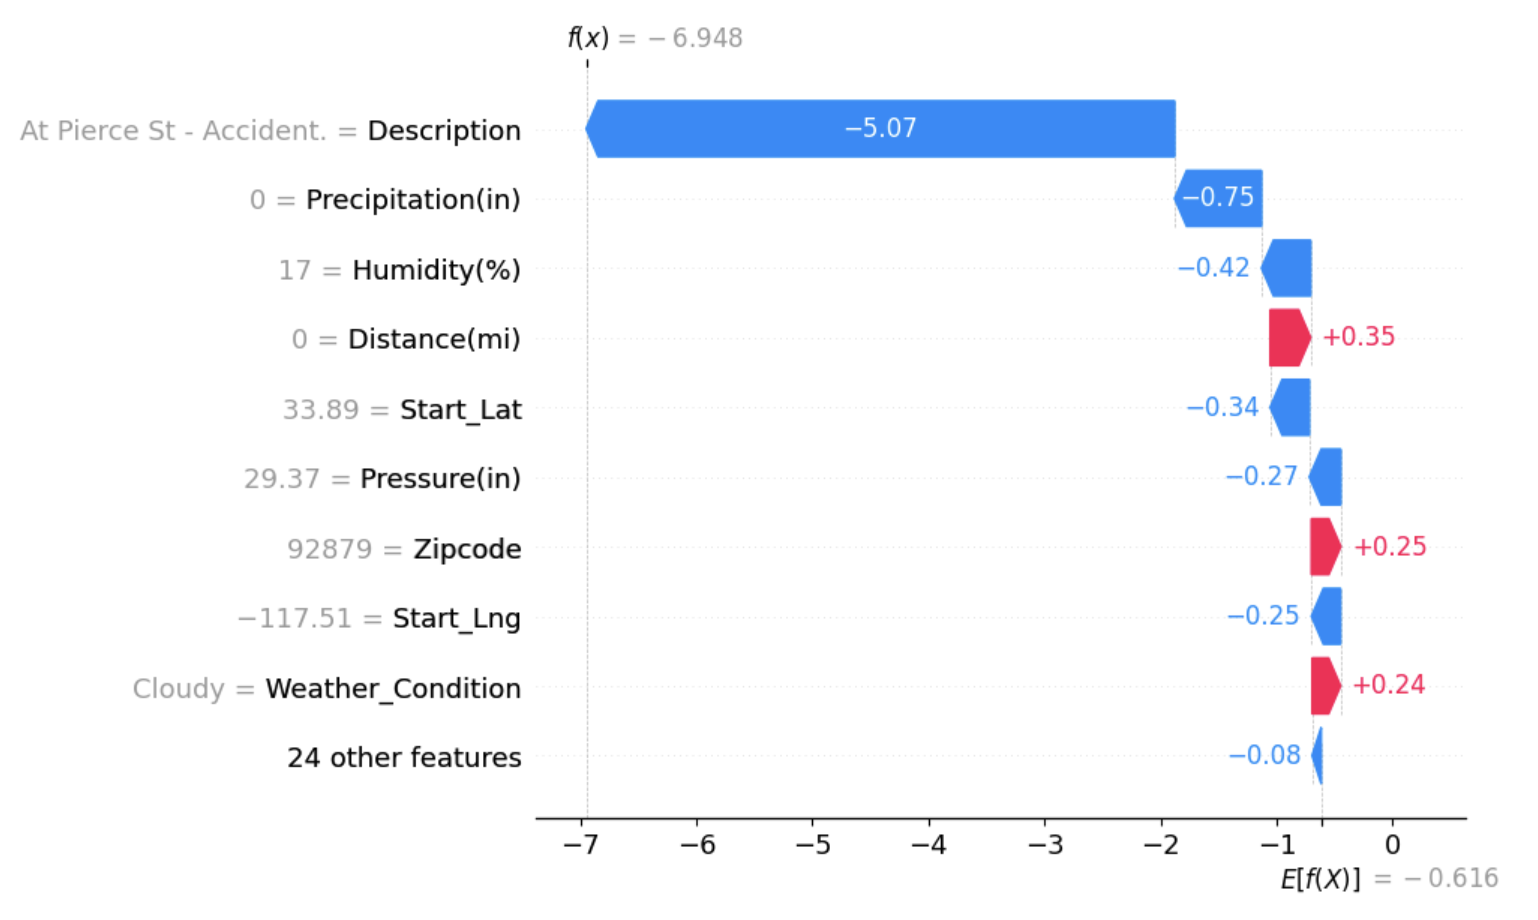 f(x) = −6.948
At Pierce St - Accident. = Description −5.07
0 = Precipitation(in) −0.75
17 = Humidity(%) −0.42
0 = Distance(mi) +0.35
33.89 = Start_Lat −0.34
29.37 = Pressure(in) −0.27
92879 = Zipcode +0.25
−117.51 = Start_Lng −0.25
Cloudy = Weather_Condition +0.24
24 other features −0.08
−7 −6 −5 −4 −3 −2 −1 0
E[f(X)] = −0.616